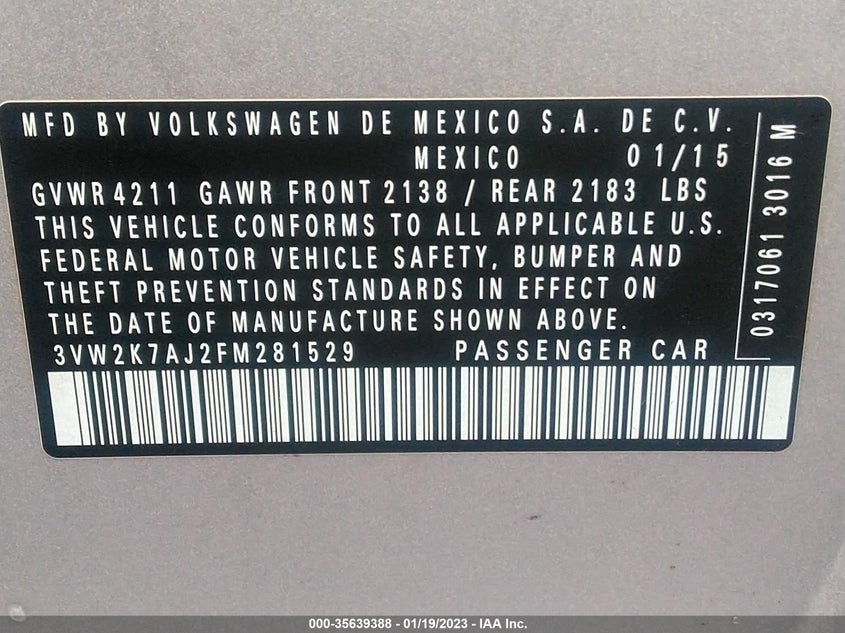 MFD BY VOLKSWAGEN DE MEXICO S.A. DE C.V.
MEXICO 01/15
GVWR 4211 GAWR FRONT 2138 / REAR 2183 LBS
THIS VEHICLE CONFORMS TO ALL APPLICABLE U.S.
FEDERAL MOTOR VEHICLE SAFETY, BUMPER AND
THEFT PREVENTION STANDARDS IN EFFECT ON
THE DATE OF MANUFACTURE SHOWN ABOVE.
3VW2K7AJ2FM281529 PASSENGER CAR
0317061 3016 M
000-35639388 - 01/19/2023 - IAA Inc.